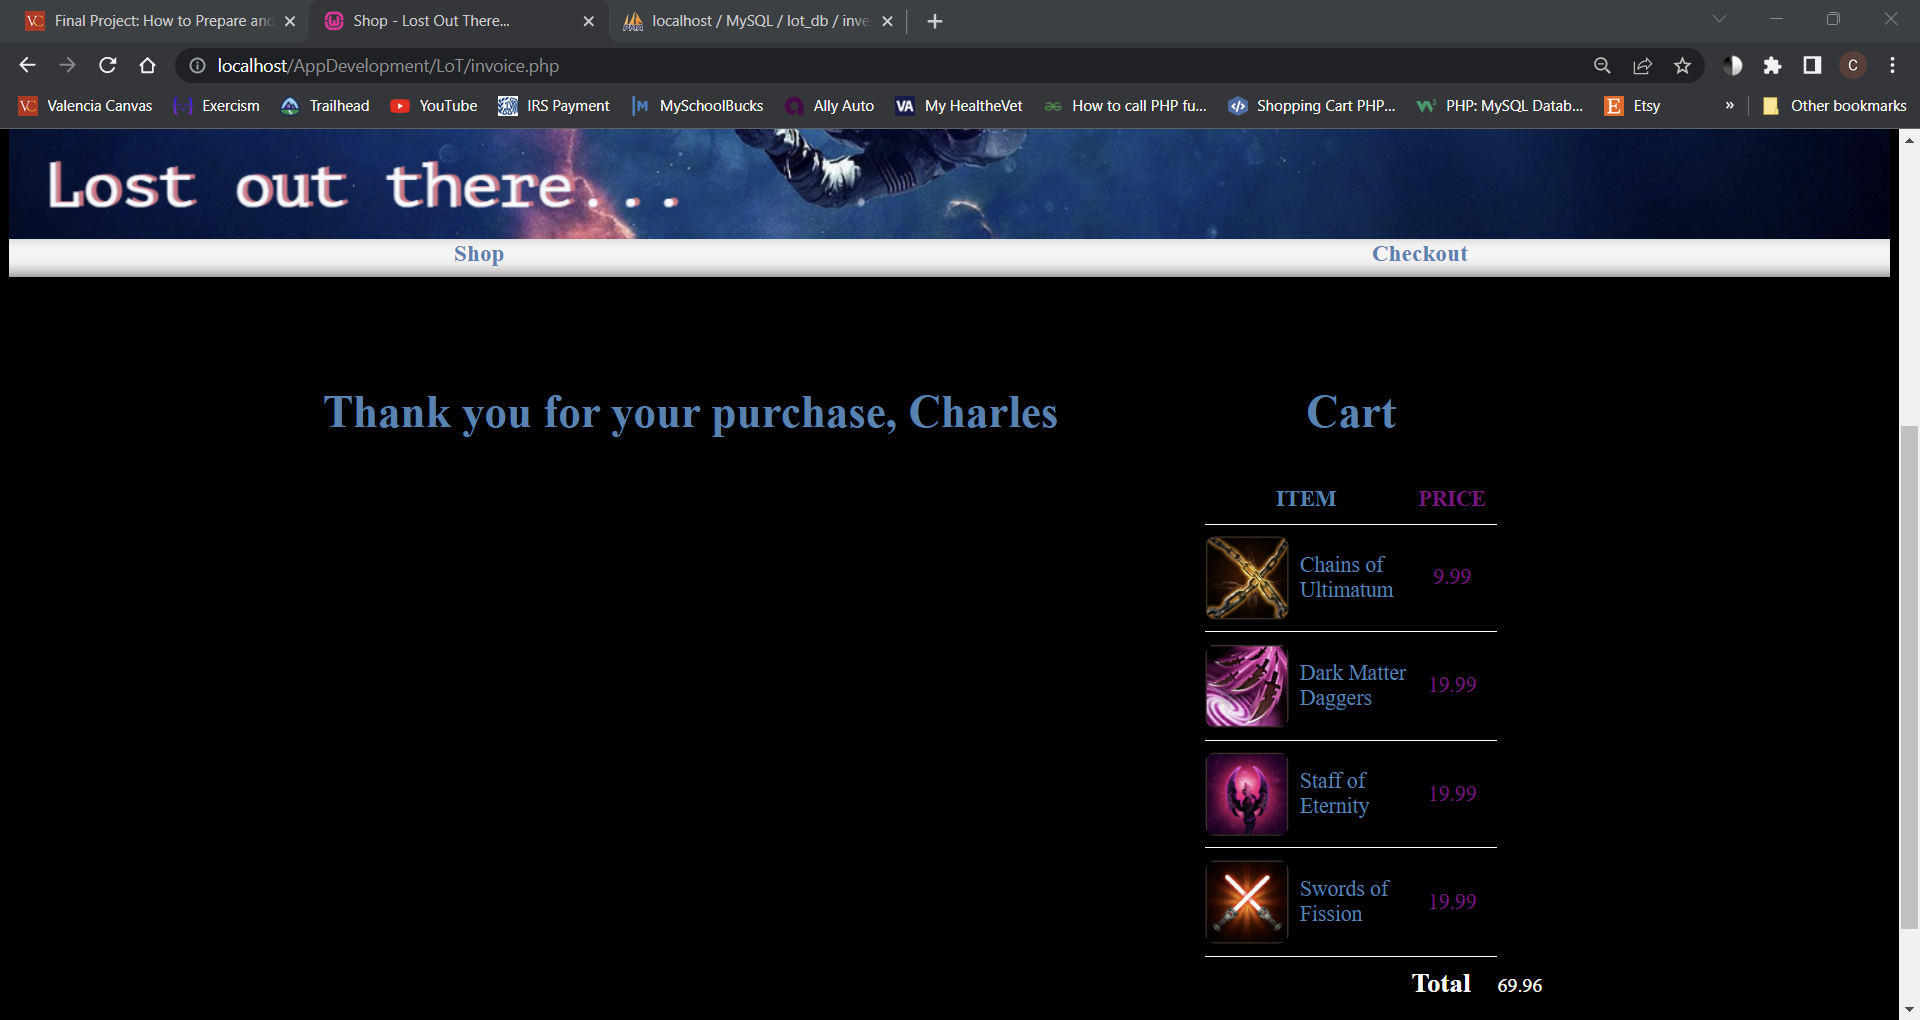 Final Project: How to Prepare and
Shop - Lost Out There...
localhost / MySQL / lot_db / inve
localhost/AppDevelopment/LoT/invoice.php
C
Valencia Canvas
Exercism
Trailhead
YouTube
IRS Payment
MySchoolBucks
Ally Auto
VA My HealtheVet
How to call PHP fu...
Shopping Cart PHP...
PHP: MySQL Datab...
Etsy
»
Other bookmarks
Lost out there...
Shop
Checkout
Thank you for your purchase, Charles
Cart
ITEM PRICE
Chains of
Ultimatum
9.99
Dark Matter
Daggers
19.99
Staff of
Eternity
19.99
Swords of
Fission
19.99
Total 69.96